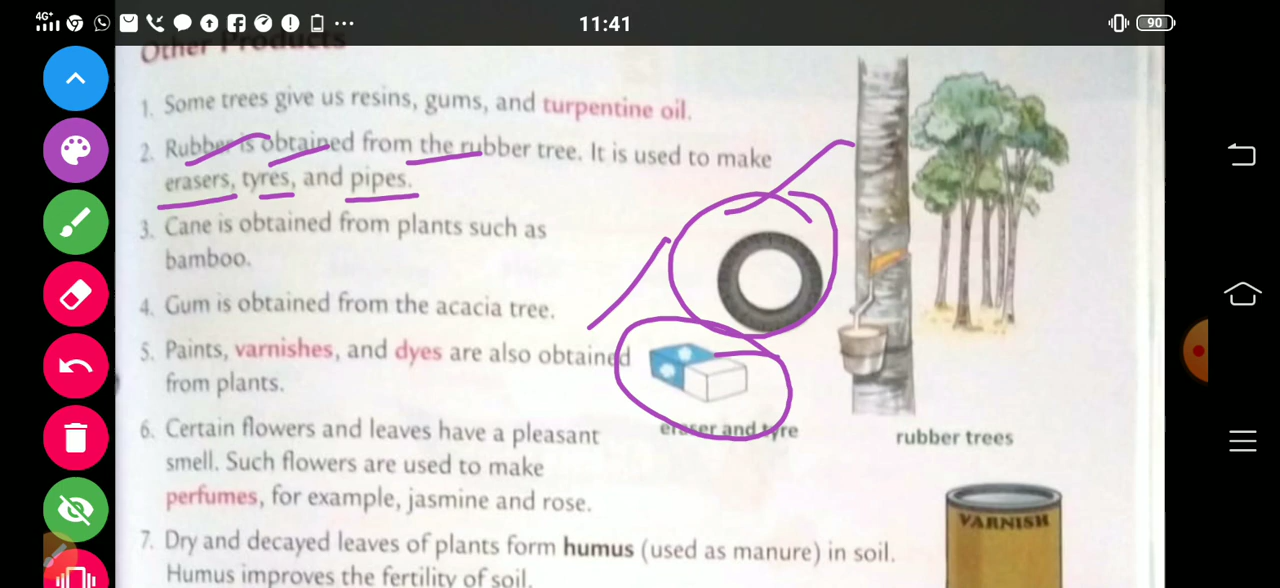 4G+
11:41
90
Other Products
1. Some trees give us resins, gums, and turpentine oil.
2. Rubber is obtained from the rubber tree. It is used to make
erasers, tyres, and pipes.
3. Cane is obtained from plants such as
bamboo.
4. Gum is obtained from the acacia tree.
5. Paints, varnishes, and dyes are also obtained
from plants.
eraser and tyre
rubber trees
6. Certain flowers and leaves have a pleasant
smell. Such flowers are used to make
perfumes, for example, jasmine and rose.
VARNISH
7. Dry and decayed leaves of plants form humus (used as manure) in soil.
Humus improves the fertility of soil.